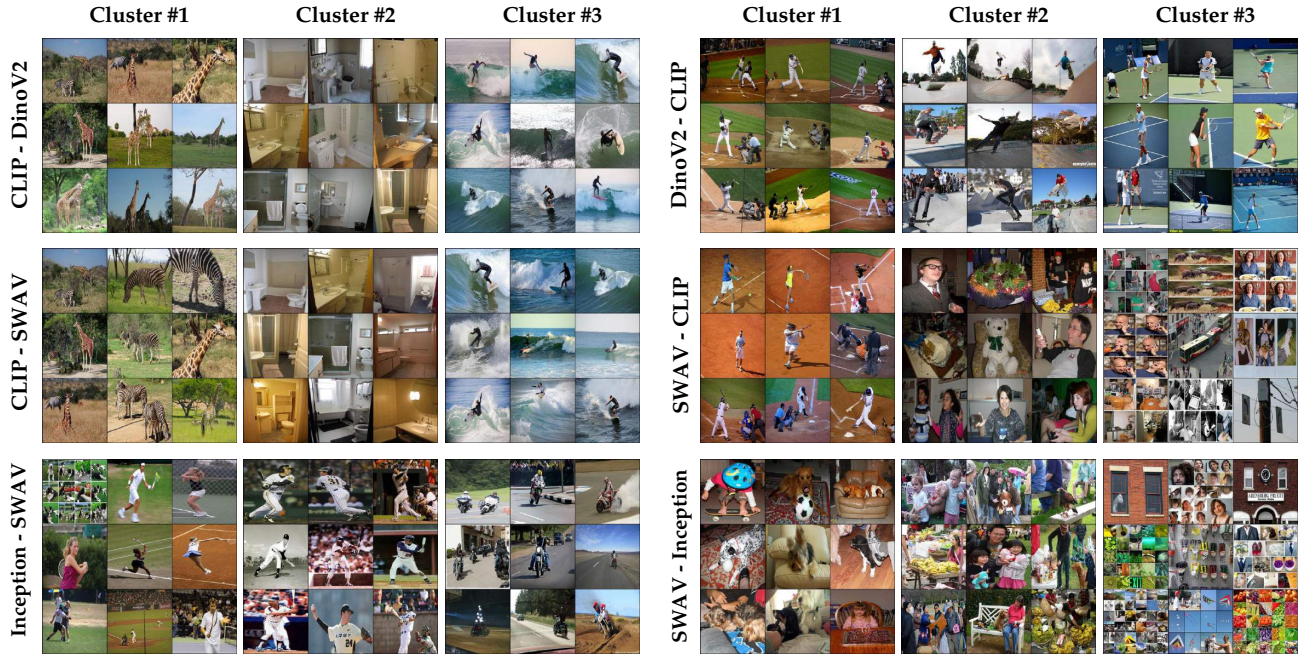 Cluster #1 Cluster #2 Cluster #3 Cluster #1 Cluster #2 Cluster #3
CLIP - DinoV2
DinoV2 - CLIP
CLIP - SWAV
SWAV - CLIP
Inception - SWAV
SWAV - Inception
EXIT